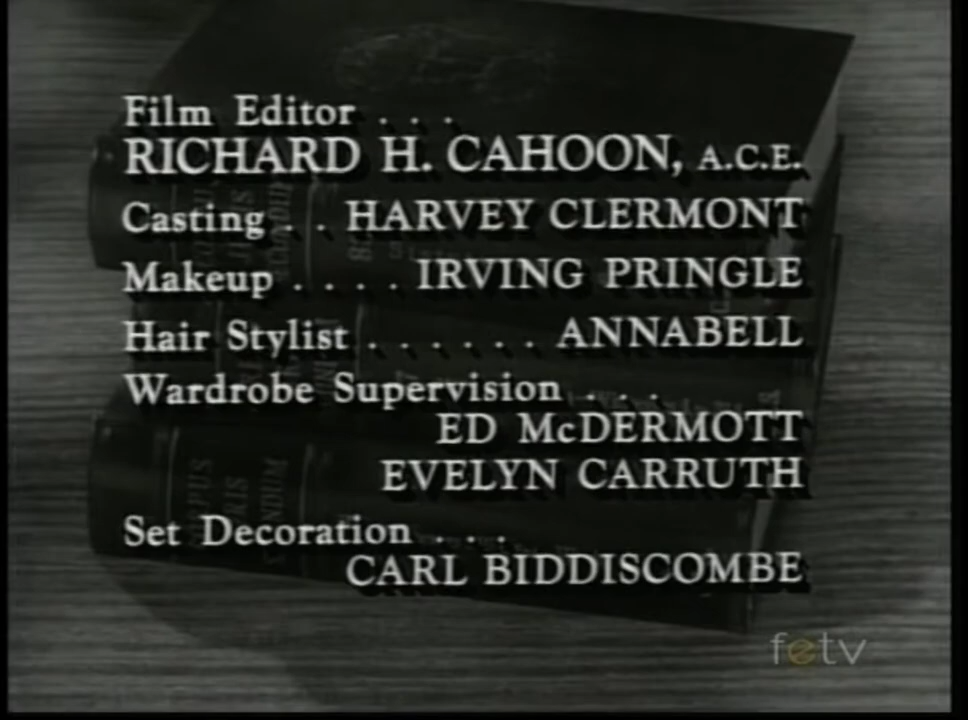 Film Editor . . .
RICHARD H. CAHOON, A.C.E.
Casting . . HARVEY CLERMONT
Makeup . . . . IRVING PRINGLE
Hair Stylist . . . . . . ANNABELL
Wardrobe Supervision . . .
ED McDERMOTT
EVELYN CARRUTH
Set Decoration . . .
CARL BIDDISCOMBE
fetv